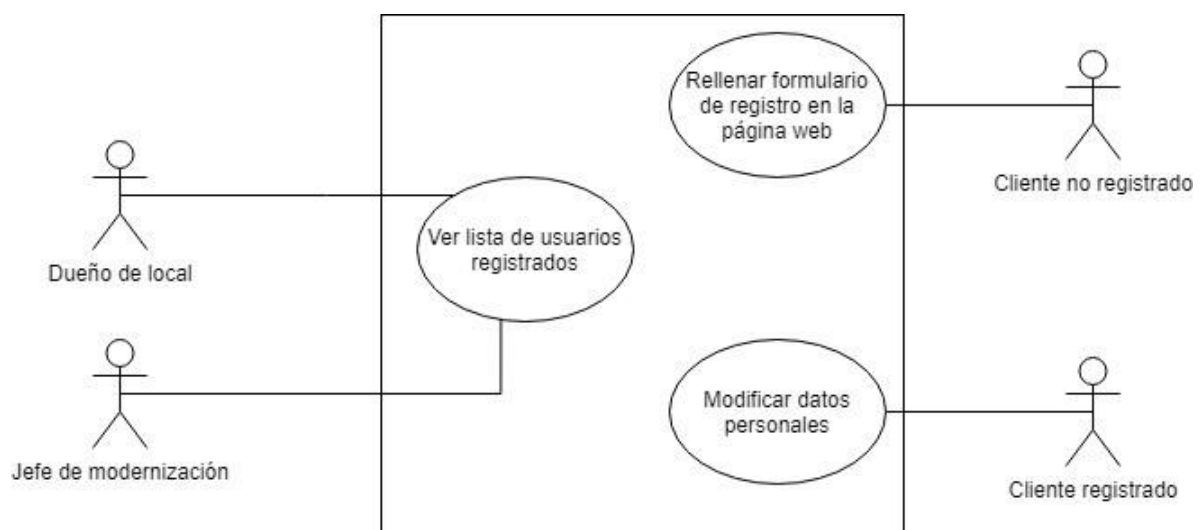 Rellenar formulario
de registro en la
página web
Cliente no registrado
Dueño de local
Ver lista de usuarios
registrados
Jefe de modernización
Modificar datos
personales
Cliente registrado